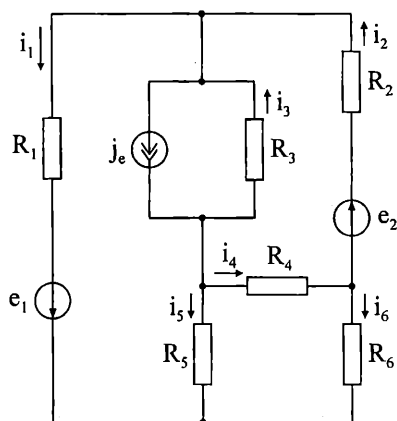 i₁
i₂
R₂
i₃
R₁
jₑ
R₃
e₂
i₄
R₄
e₁
i₅
i₆
R₅
R₆